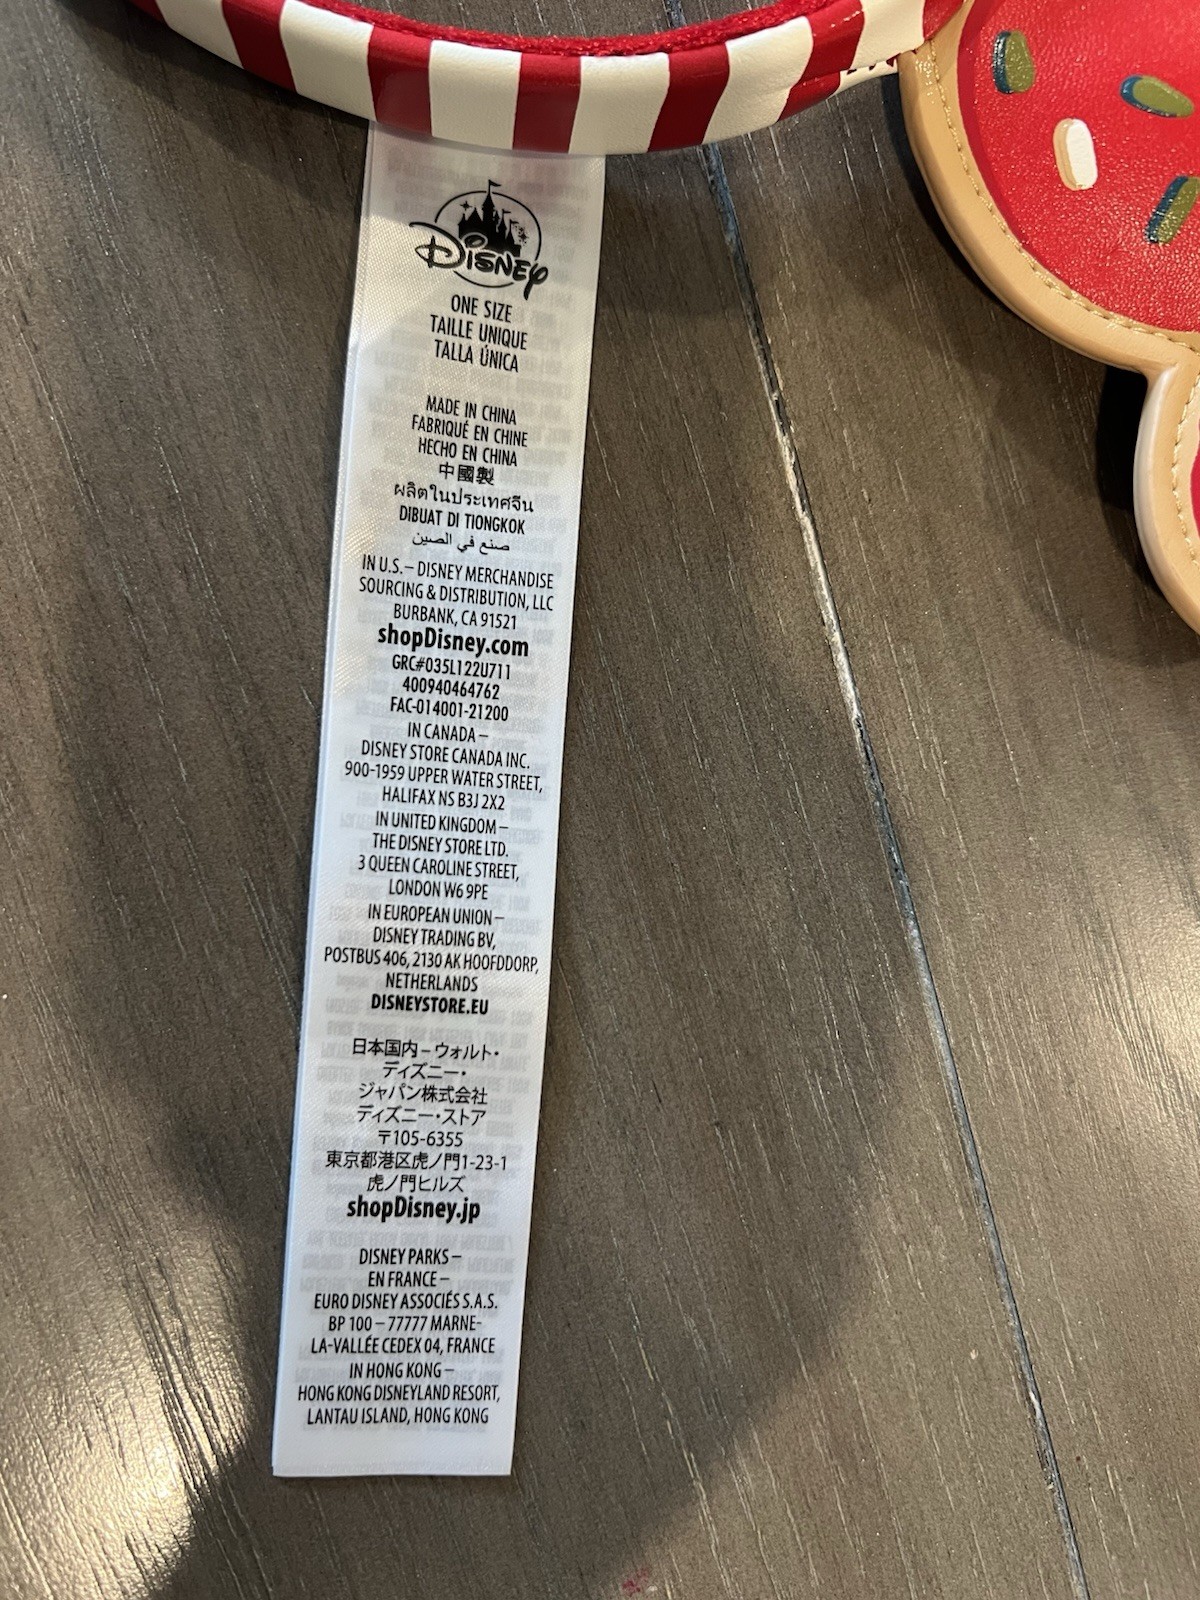 Disney
ONE SIZE
TAILLE UNIQUE
TALLA ÚNICA
MADE IN CHINA
FABRIQUÉ EN CHINE
HECHO EN CHINA
中國製
ผลิตในประเทศจีน
DIBUAT DI TIONGKOK
صنع في الصين
IN U.S. – DISNEY MERCHANDISE
SOURCING & DISTRIBUTION, LLC
BURBANK, CA 91521
shopDisney.com
GRC#035L122U711
400940464762
FAC-014001-21200
IN CANADA –
DISNEY STORE CANADA INC.
900-1959 UPPER WATER STREET,
HALIFAX NS B3J 2X2
IN UNITED KINGDOM –
THE DISNEY STORE LTD.
3 QUEEN CAROLINE STREET,
LONDON W6 9PE
IN EUROPEAN UNION –
DISNEY TRADING BV,
POSTBUS 406, 2130 AK HOOFDDORP,
NETHERLANDS
DISNEYSTORE.EU
日本国内 – ウォルト・
ディズニー・
ジャパン株式会社
ディズニー・ストア
〒105-6355
東京都港区虎ノ門1-23-1
虎ノ門ヒルズ
shopDisney.jp
DISNEY PARKS –
EN FRANCE –
EURO DISNEY ASSOCIÉS S.A.S.
BP 100 – 77777 MARNE-
LA-VALLÉE CEDEX 04, FRANCE
IN HONG KONG –
HONG KONG DISNEYLAND RESORT,
LANTAU ISLAND, HONG KONG